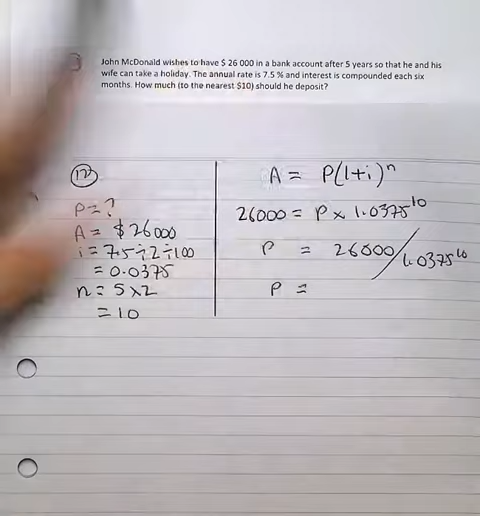 John McDonald wishes to have $ 26 000 in a bank account after 5 years so that he and his
wife can take a holiday. The annual rate is 7.5 % and interest is compounded each six
months. How much (to the nearest $10) should he deposit?
A = P(1+i)^n
P = ?
26000 = P × 1.0375^10
A = $26000
P = 26000/1.0375^10
i = 7.5÷2÷100
= 0.0375
P =
n = 5×2
= 10